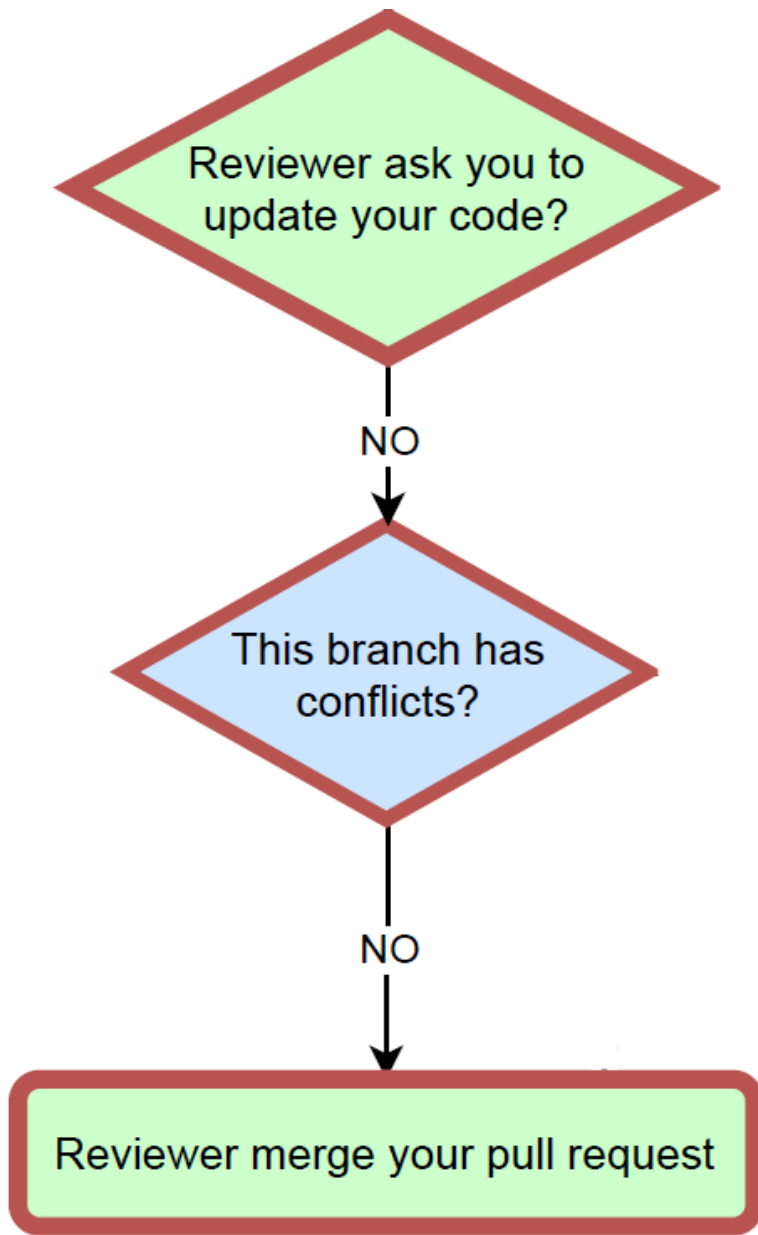 Reviewer ask you to
update your code?
NO
This branch has
conflicts?
NO
Reviewer merge your pull request